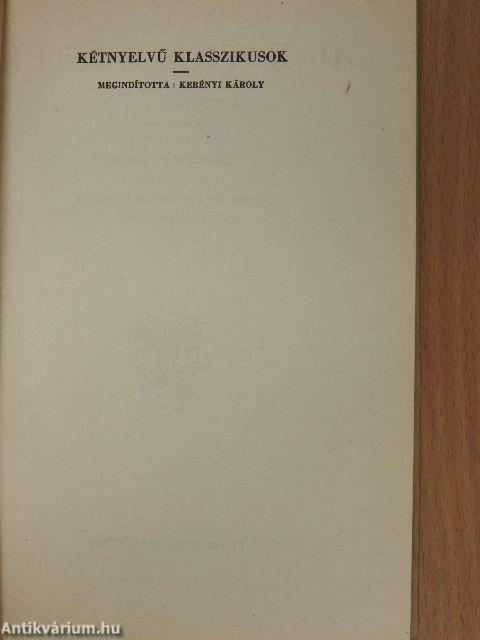 KÉTNYELVŰ KLASSZIKUSOK
MEGINDÍTOTTA: KERÉNYI KÁROLY
Antikvárium.hu